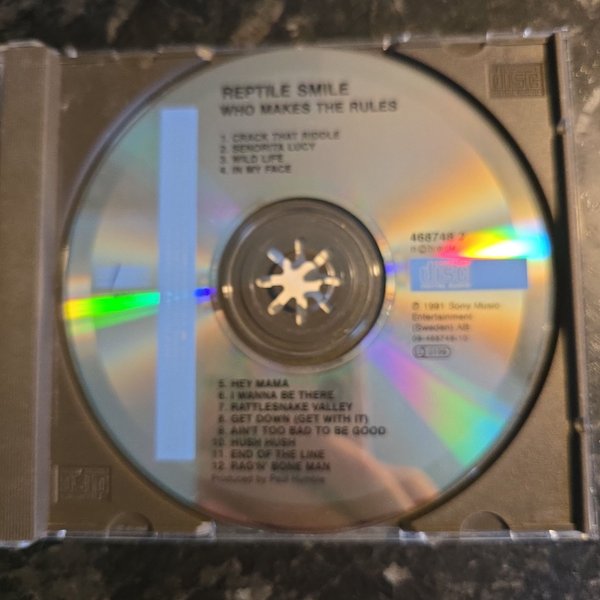 REPTILE SMILE
WHO MAKES THE RULES
1. CRACK THAT RIDDLE
2. SENORITA LUCY
3. WILD LIFE
4. IN MY FACE
468748 2
disc
DIGITAL AUDIO
℗ 1991 Sony Music
Entertainment
(Sweden) AB
5. HEY MAMA
6. I WANNA BE THERE
7. RATTLESNAKE VALLEY
8. GET DOWN (GET WITH IT)
9. AIN'T TOO BAD TO BE GOOD
10. HUSH HUSH
11. END OF THE LINE
12. RAG'N' BONE MAN
Produced by Paul